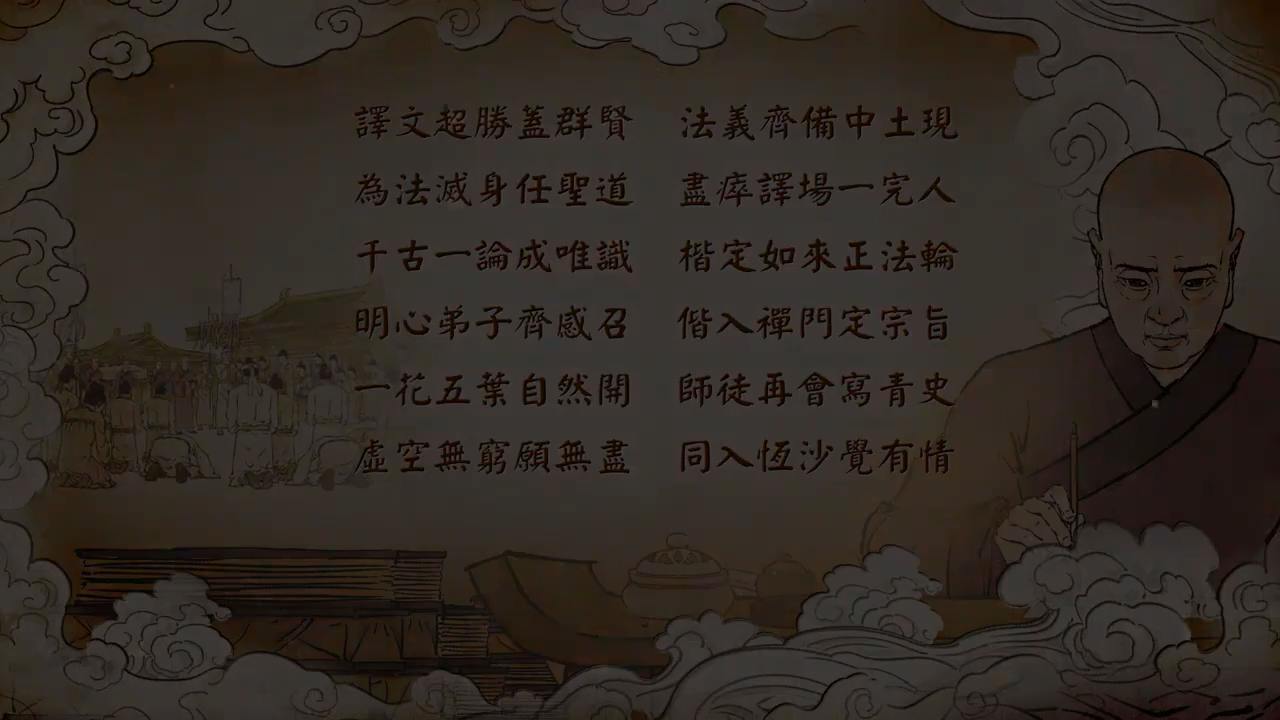 譯文超勝蓋群賢 法義齊備中土現
為法滅身任聖道 盡瘁譯場一完人
千古一論成唯識 楷定如來正法輪
明心弟子齊感召 偕入禪門定宗旨
一花五葉自然開 師徒再會寫青史
虛空無窮願無盡 同入恆沙覺有情